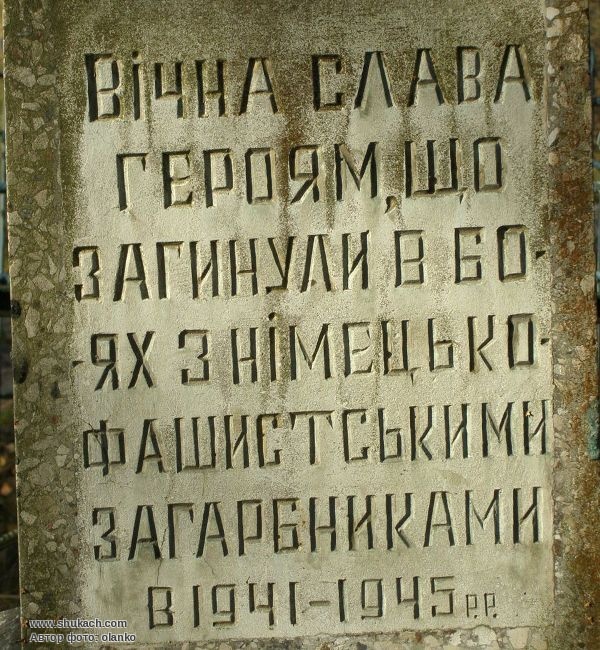 Вічна слава
героям, що
загинули в бо-
-ях з німецько-
фашистськими
загарбниками
в 1941-1945 р.р.
www.shukach.com
Автор фото: olanko